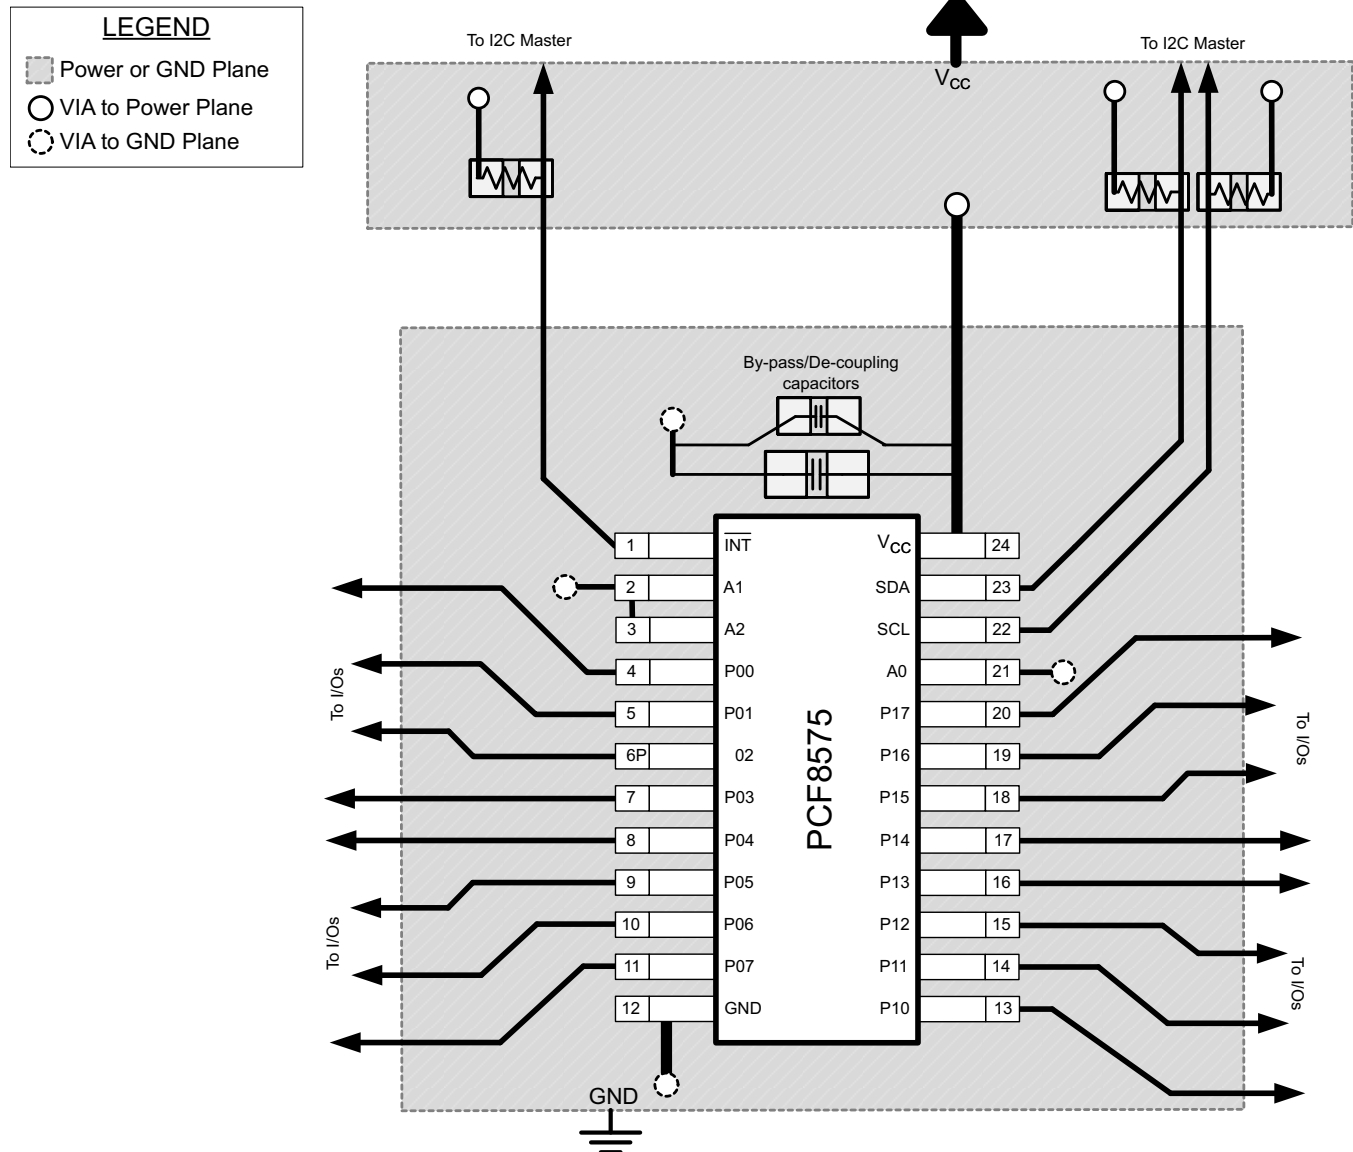 LEGEND
Power or GND Plane
VIA to Power Plane
VIA to GND Plane
To I2C Master
VCC
To I2C Master
By-pass/De-coupling
capacitors
1 INT
VCC 24
2 A1
SDA 23
3 A2
SCL 22
4 P00
A0 21
5 P01
P17 20
6P 02
P16 19
7 P03
P15 18
8 P04
P14 17
9 P05
P13 16
10 P06
P12 15
11 P07
P11 14
12 GND
P10 13
PCF8575
To I/Os
To I/Os
To I/Os
To I/Os
GND